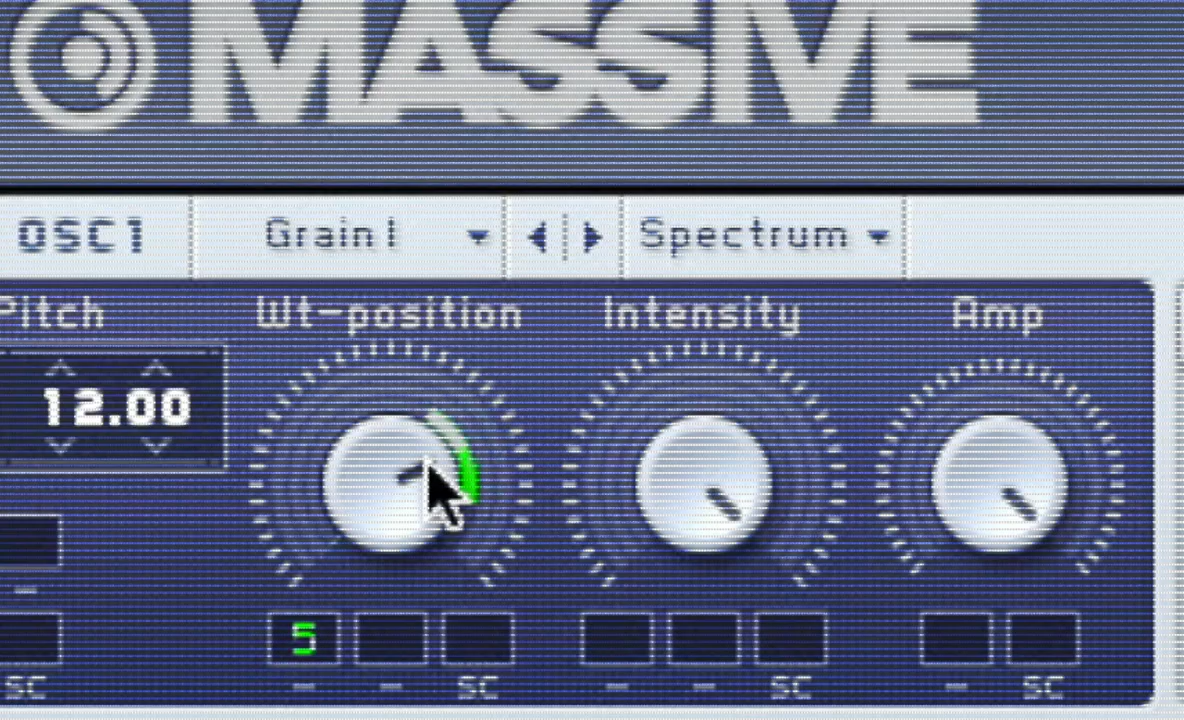 MASSIVE
OSC1 Grain I Spectrum
Pitch Wt-position Intensity Amp
12.00
5
SC SC SC SC